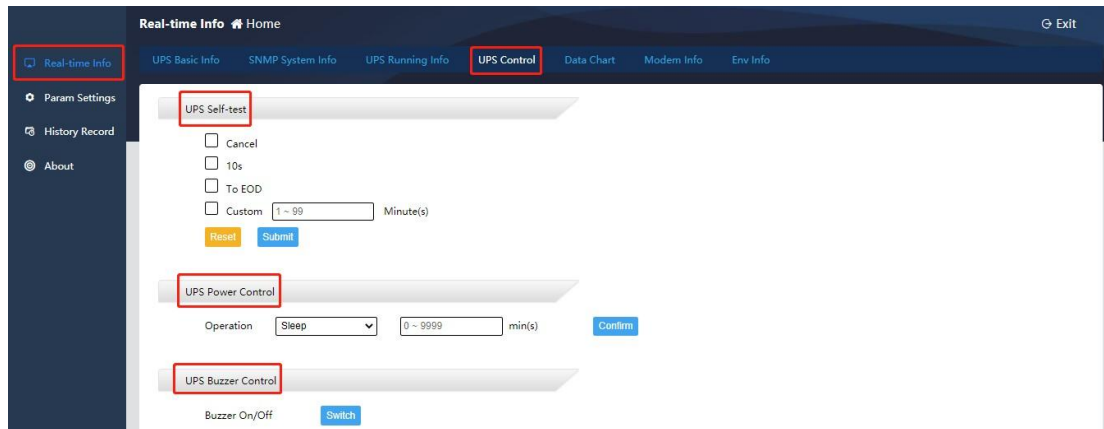 Real-time Info Home Exit
Real-time Info
Param Settings
History Record
About
UPS Basic Info SNMP System Info UPS Running Info UPS Control Data Chart Modem Info Env Info
UPS Self-test
Cancel
10s
To EOD
Custom 1 ~ 99 Minute(s)
Reset Submit
UPS Power Control
Operation Sleep 0 ~ 9999 min(s) Confirm
UPS Buzzer Control
Buzzer On/Off Switch